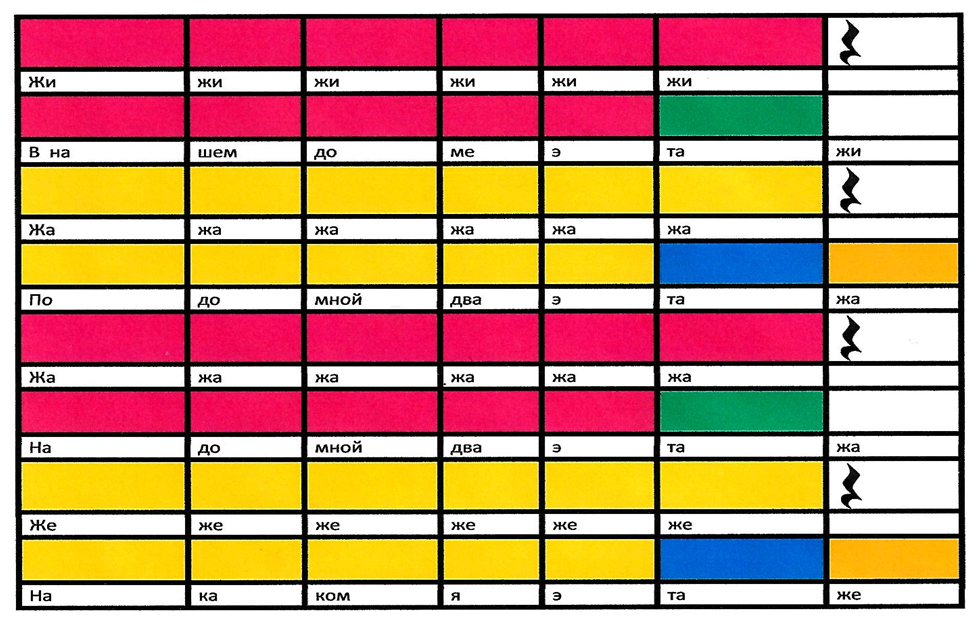 Жи жи жи жи жи жи
В на шем до ме э та жи
Жа жа жа жа жа жа
По до мной два э та жа
Жа жа жа жа жа жа
На до мной два э та жа
Же же же же же же
На ка ком я э та же